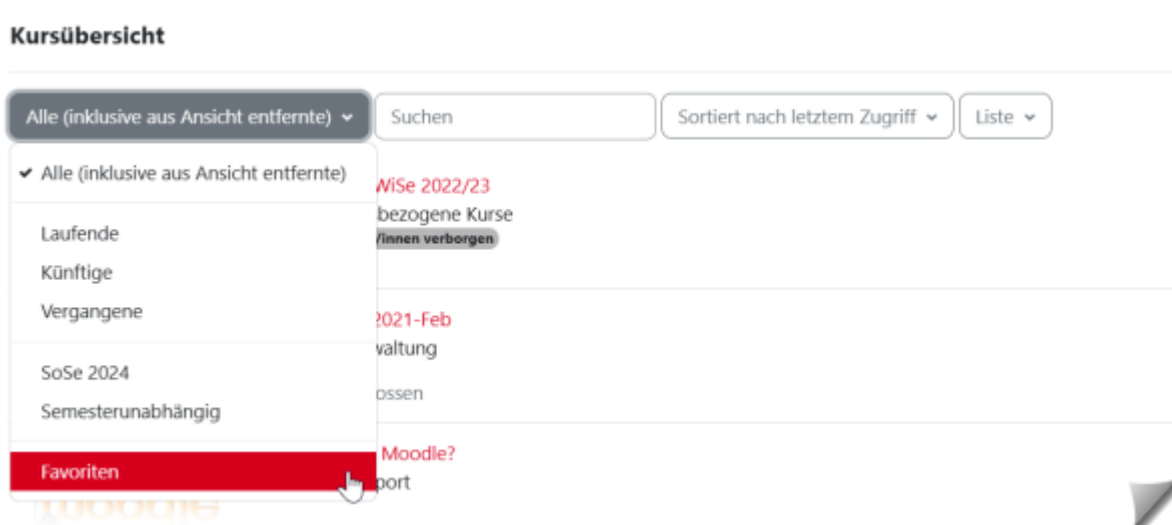 Kursübersicht
Alle (inklusive aus Ansicht entfernte) Suchen Sortiert nach letztem Zugriff Liste
Alle (inklusive aus Ansicht entfernte)
Laufende
Künftige
Vergangene
SoSe 2024
Semesterunabhängig
Favoriten
WiSe 2022/23
bezogene Kurse
/innen verborgen
2021-Feb
waltung
ossen
Moodle?
port
moodle